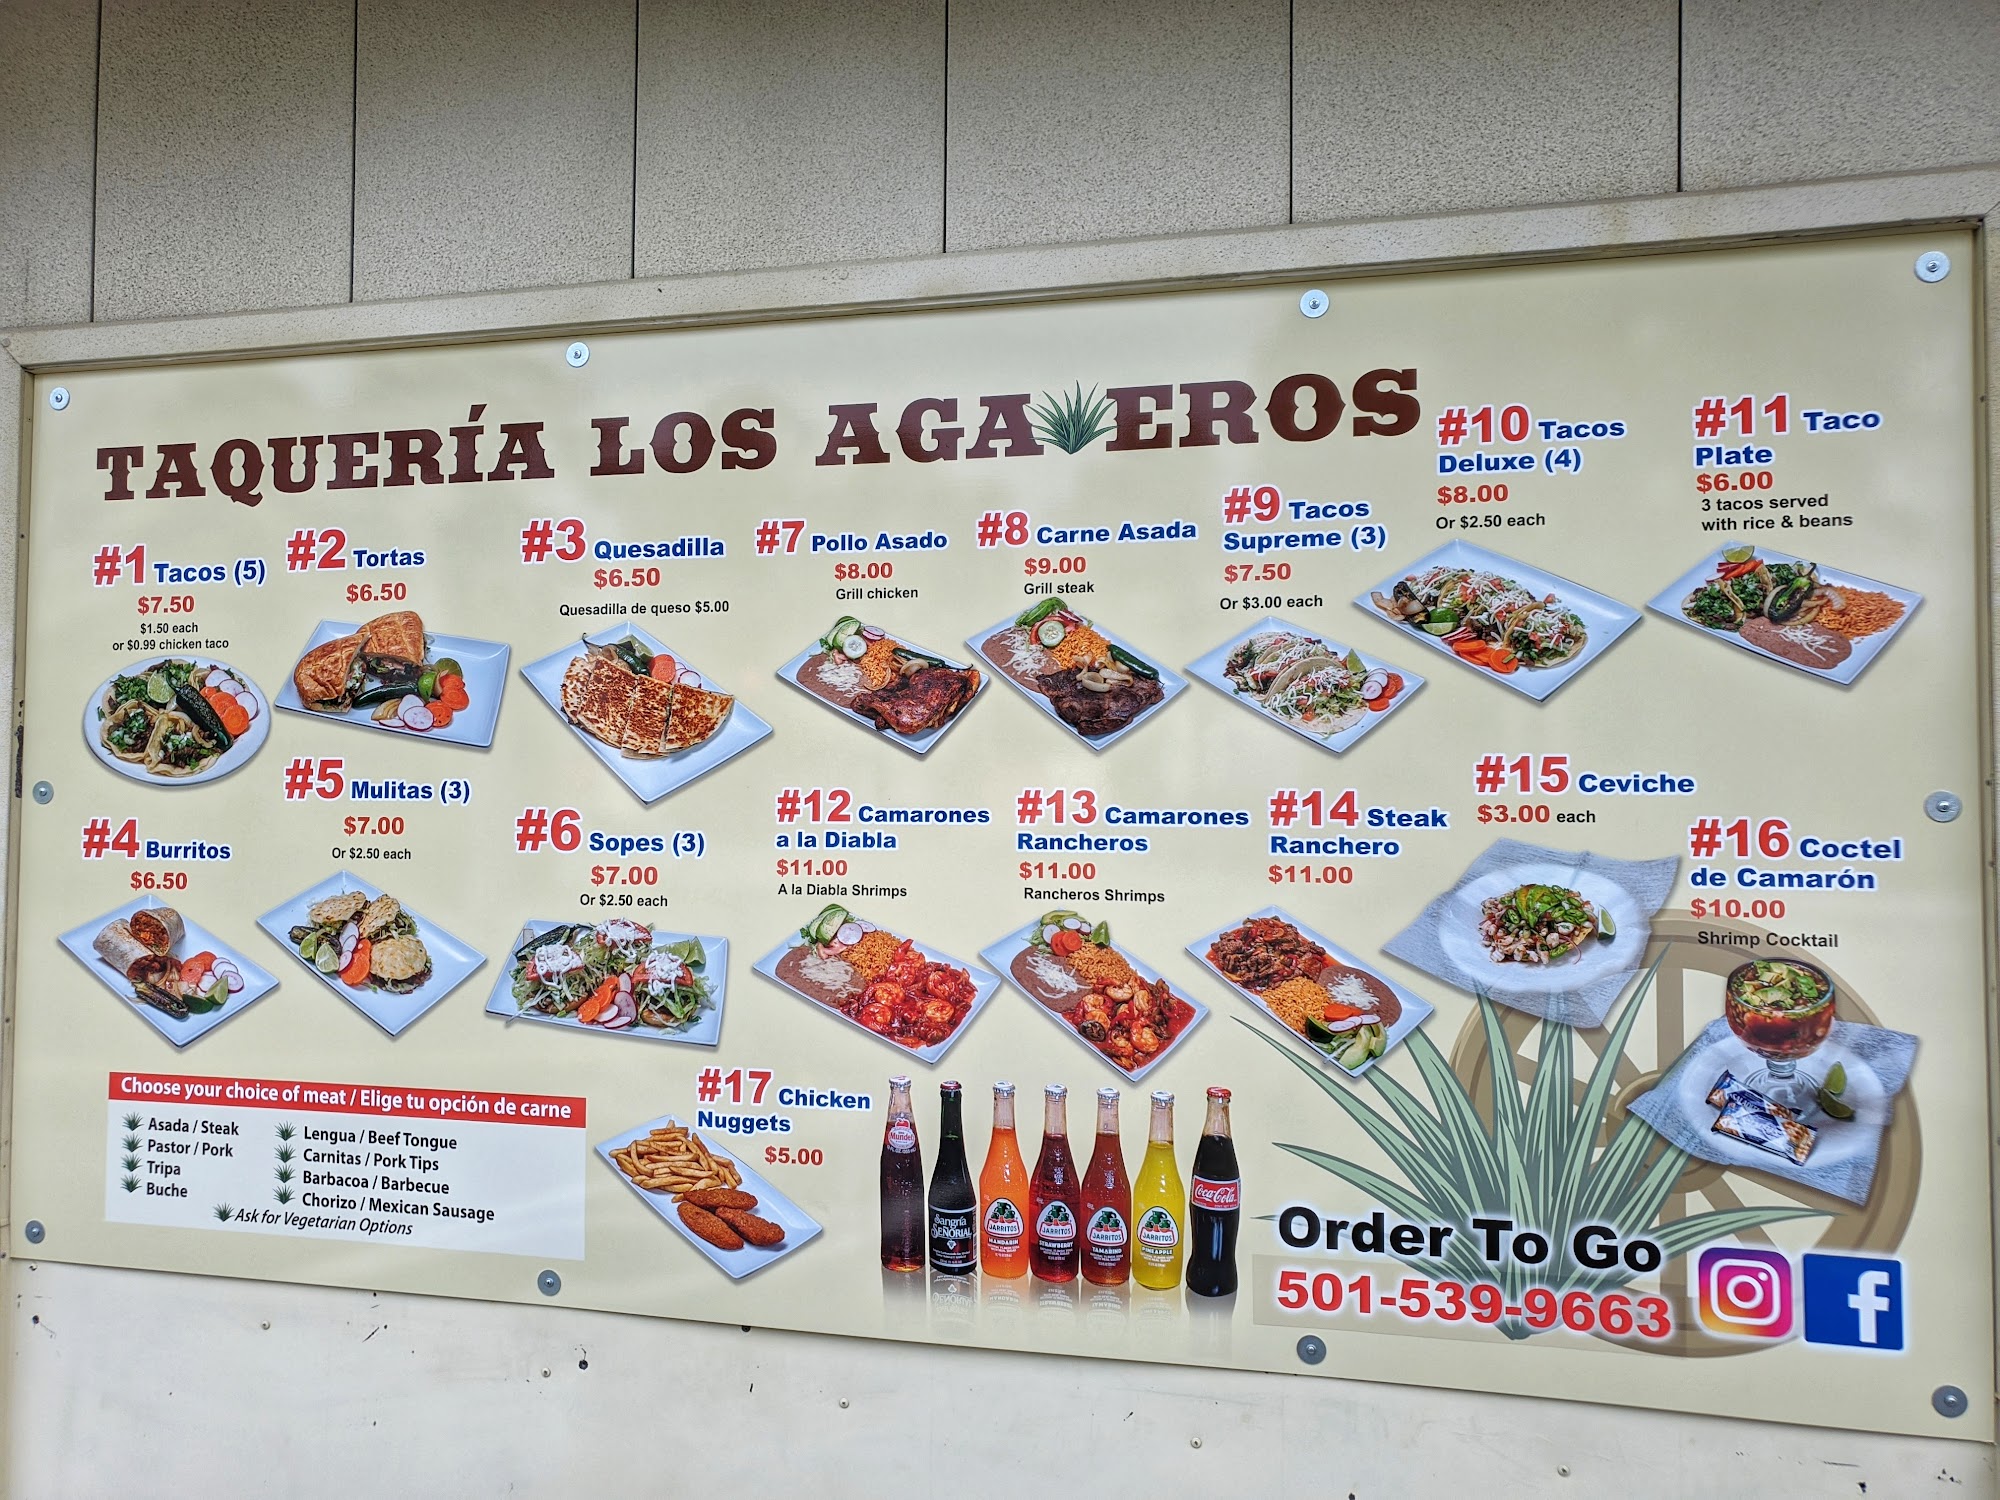 TAQUERÍA LOS AGAVEROS
#1 Tacos (5)
$7.50
$1.50 each
or $0.99 chicken taco
#2 Tortas
$6.50
#3 Quesadilla
$6.50
Quesadilla de queso $5.00
#7 Pollo Asado
$8.00
Grill chicken
#8 Carne Asada
$9.00
Grill steak
#9 Tacos
Supreme (3)
$7.50
Or $3.00 each
#10 Tacos
Deluxe (4)
$8.00
Or $2.50 each
#11 Taco
Plate
$6.00
3 tacos served
with rice & beans
#4 Burritos
$6.50
#5 Mulitas (3)
$7.00
Or $2.50 each
#6 Sopes (3)
$7.00
Or $2.50 each
#12 Camarones
a la Diabla
$11.00
A la Diabla Shrimps
#13 Camarones
Rancheros
$11.00
Rancheros Shrimps
#14 Steak
Ranchero
$11.00
#15 Ceviche
$3.00 each
#16 Coctel
de Camarón
$10.00
Shrimp Cocktail
Choose your choice of meat / Elige tu opción de carne
Asada / Steak
Pastor / Pork
Tripa
Buche
Lengua / Beef Tongue
Carnitas / Pork Tips
Barbacoa / Barbecue
Chorizo / Mexican Sausage
Ask for Vegetarian Options
#17 Chicken
Nuggets
$5.00
Mundet
Sangría
SEÑORIAL
JARRITOS
MANDARIN
JARRITOS
STRAWBERRY
JARRITOS
TAMARIND
JARRITOS
PINEAPPLE
Coca-Cola
Order To Go
501-539-9663
f